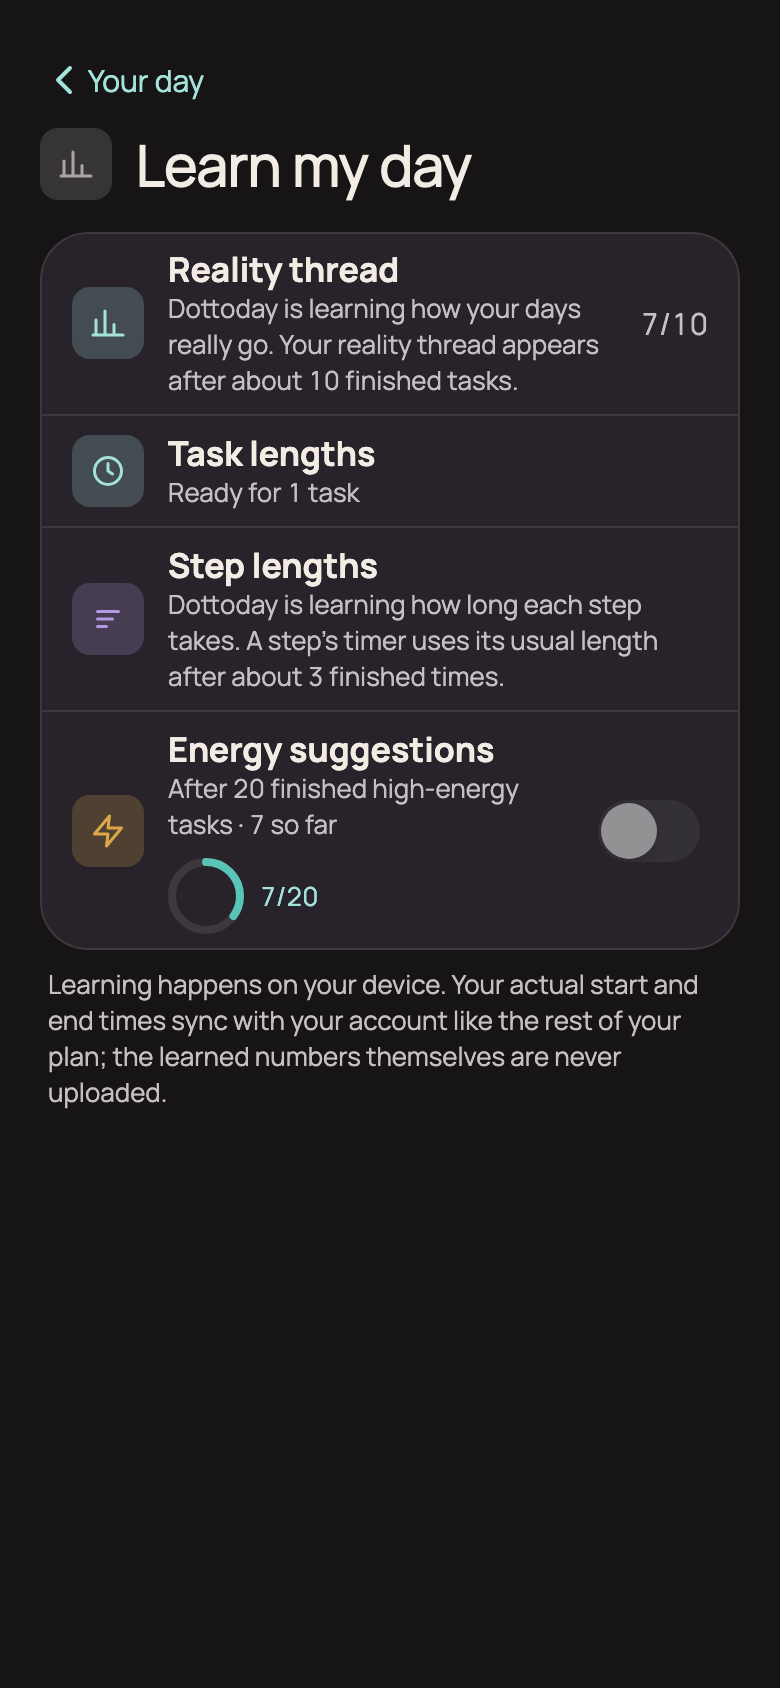 Your day
Learn my day
Reality thread
Dottoday is learning how your days
really go. Your reality thread appears
after about 10 finished tasks.
7/10
Task lengths
Ready for 1 task
Step lengths
Dottoday is learning how long each step
takes. A step’s timer uses its usual length
after about 3 finished times.
Energy suggestions
After 20 finished high-energy
tasks · 7 so far
7/20
Learning happens on your device. Your actual start and
end times sync with your account like the rest of your
plan; the learned numbers themselves are never
uploaded.